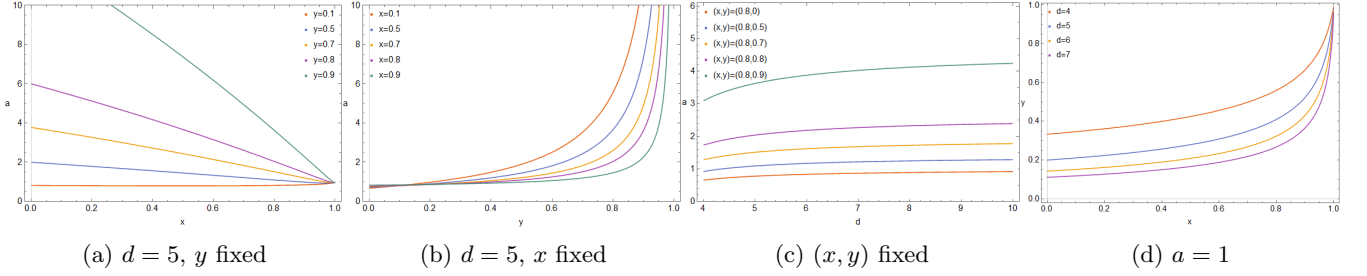 10
8
6
4
2
0
a
0.0
0.2
0.4
0.6
0.8
1.0
x
y=0.1
y=0.5
y=0.7
y=0.8
y=0.9
(a) d = 5, y fixed
10
8
6
4
2
0
a
0.0
0.2
0.4
0.6
0.8
1.0
y
x=0.1
x=0.5
x=0.7
x=0.8
x=0.9
(b) d = 5, x fixed
6
5
4
3
2
1
0
a
4
5
6
7
8
9
10
d
(x,y)=(0.8,0)
(x,y)=(0.8,0.5)
(x,y)=(0.8,0.7)
(x,y)=(0.8,0.8)
(x,y)=(0.8,0.9)
(c) (x, y) fixed
1.0
0.8
0.6
0.4
0.2
0.0
y
0.0
0.2
0.4
0.6
0.8
1.0
x
d=4
d=5
d=6
d=7
(d) a = 1